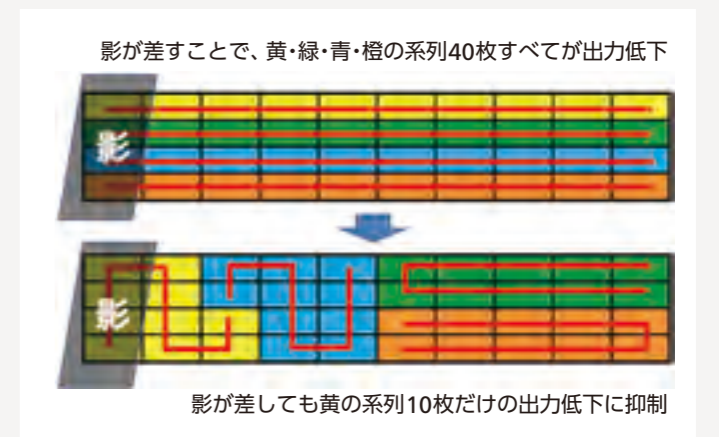 影が差すことで、黄・緑・青・橙の系列40枚すべてが出力低下
影
影
影が差しても黄の系列10枚だけの出力低下に抑制